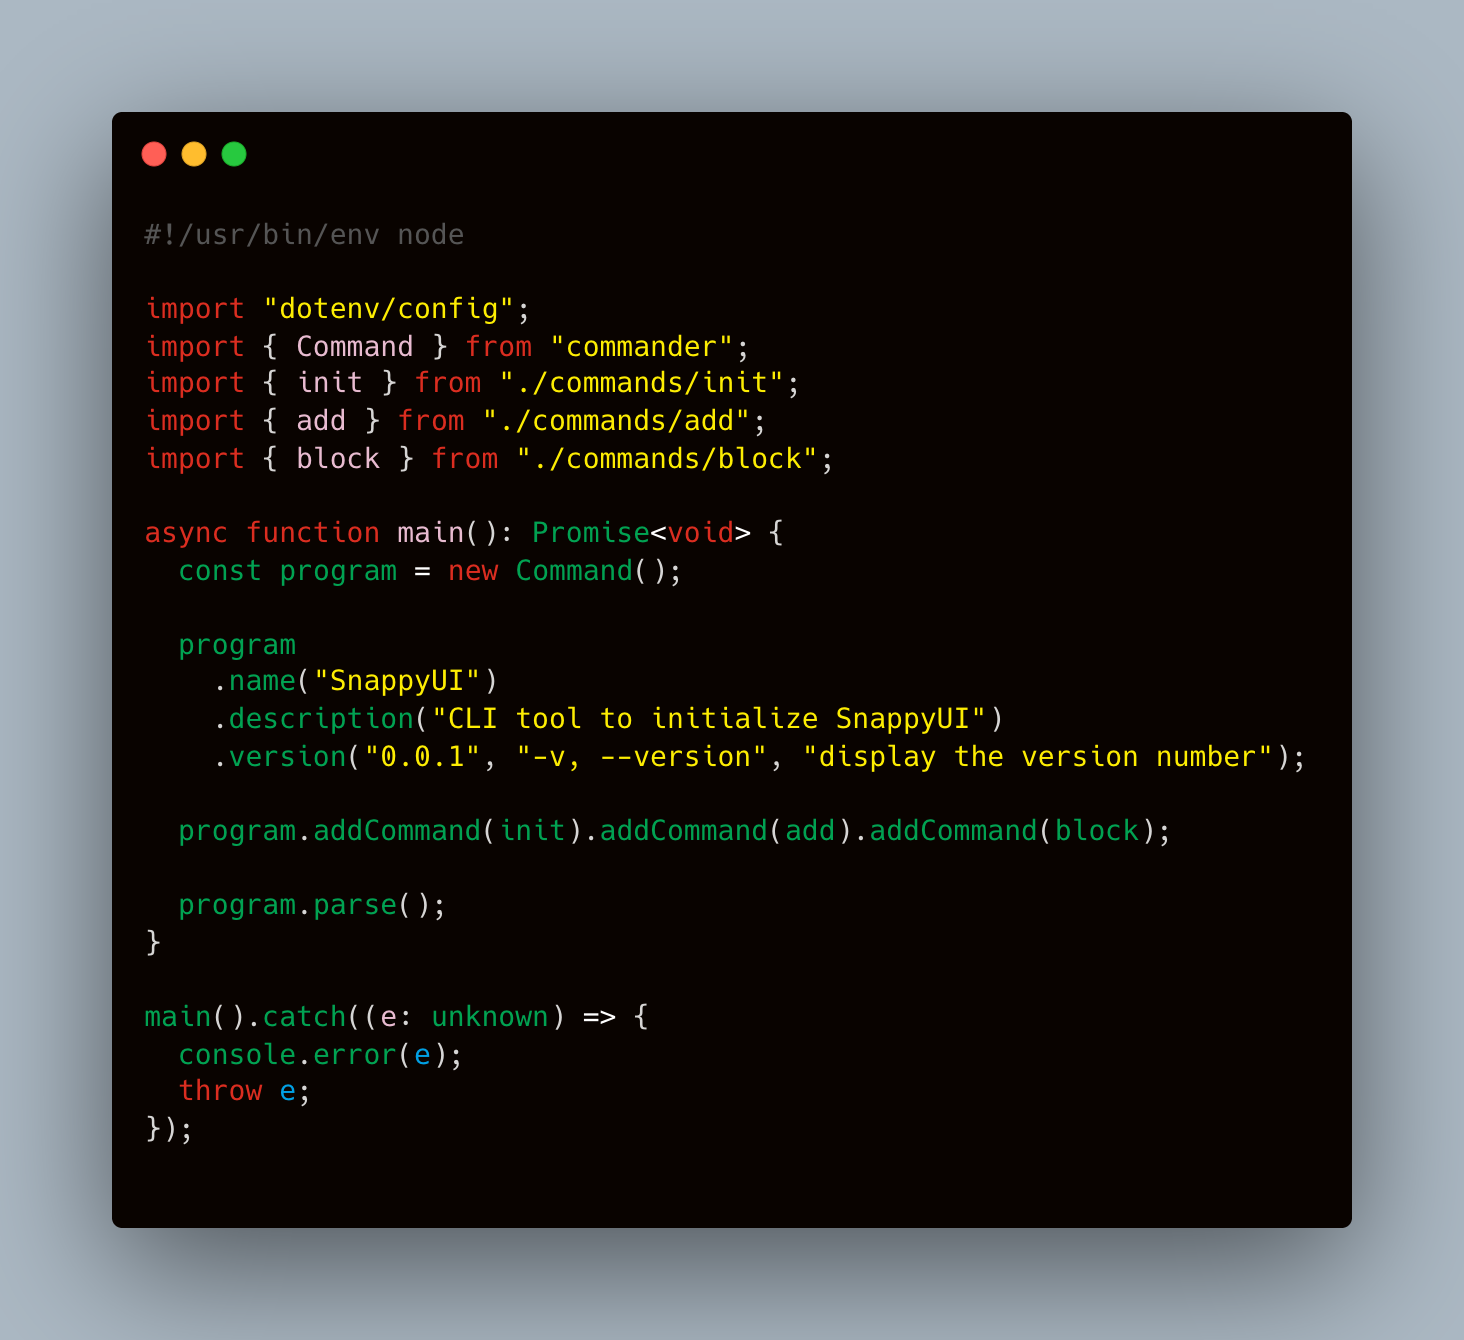 #!/usr/bin/env node

import "dotenv/config";
import { Command } from "commander";
import { init } from "./commands/init";
import { add } from "./commands/add";
import { block } from "./commands/block";

async function main(): Promise<void> {
  const program = new Command();

  program
    .name("SnappyUI")
    .description("CLI tool to initialize SnappyUI")
    .version("0.0.1", "-v, --version", "display the version number");

  program.addCommand(init).addCommand(add).addCommand(block);

  program.parse();
}

main().catch((e: unknown) => {
  console.error(e);
  throw e;
});